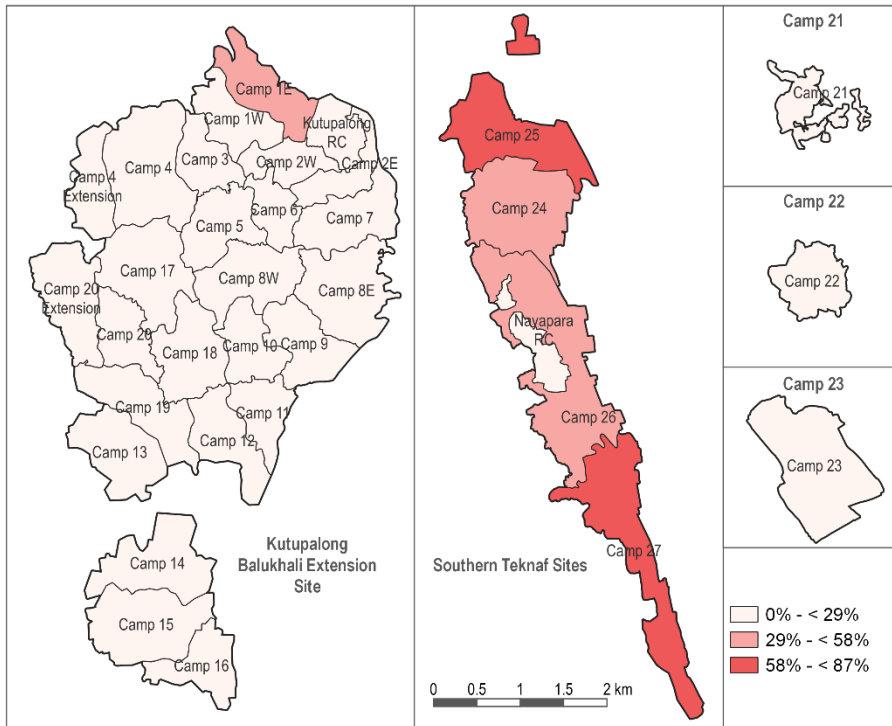 Camp 1E
Camp 1W
Kutupalong
RC
Camp 4
Extension
Camp 4
Camp 3
Camp 2W
Camp 2E
Camp 6
Camp 5
Camp 7
Camp 17
Camp 8W
Camp 20
Extension
Camp 8E
Camp 20
Camp 18
Camp 10
Camp 9
Camp 19
Camp 11
Camp 13
Camp 12
Camp 14
Camp 15
Camp 16
Kutupalong
Balukhali Extension
Site
Camp 25
Camp 24
Nayapara
RC
Camp 26
Camp 27
Southern Teknaf Sites
0 0.5 1 1.5 2 km
Camp 21
Camp 21
Camp 22
Camp 22
Camp 23
Camp 23
0% - < 29%
29% - < 58%
58% - < 87%